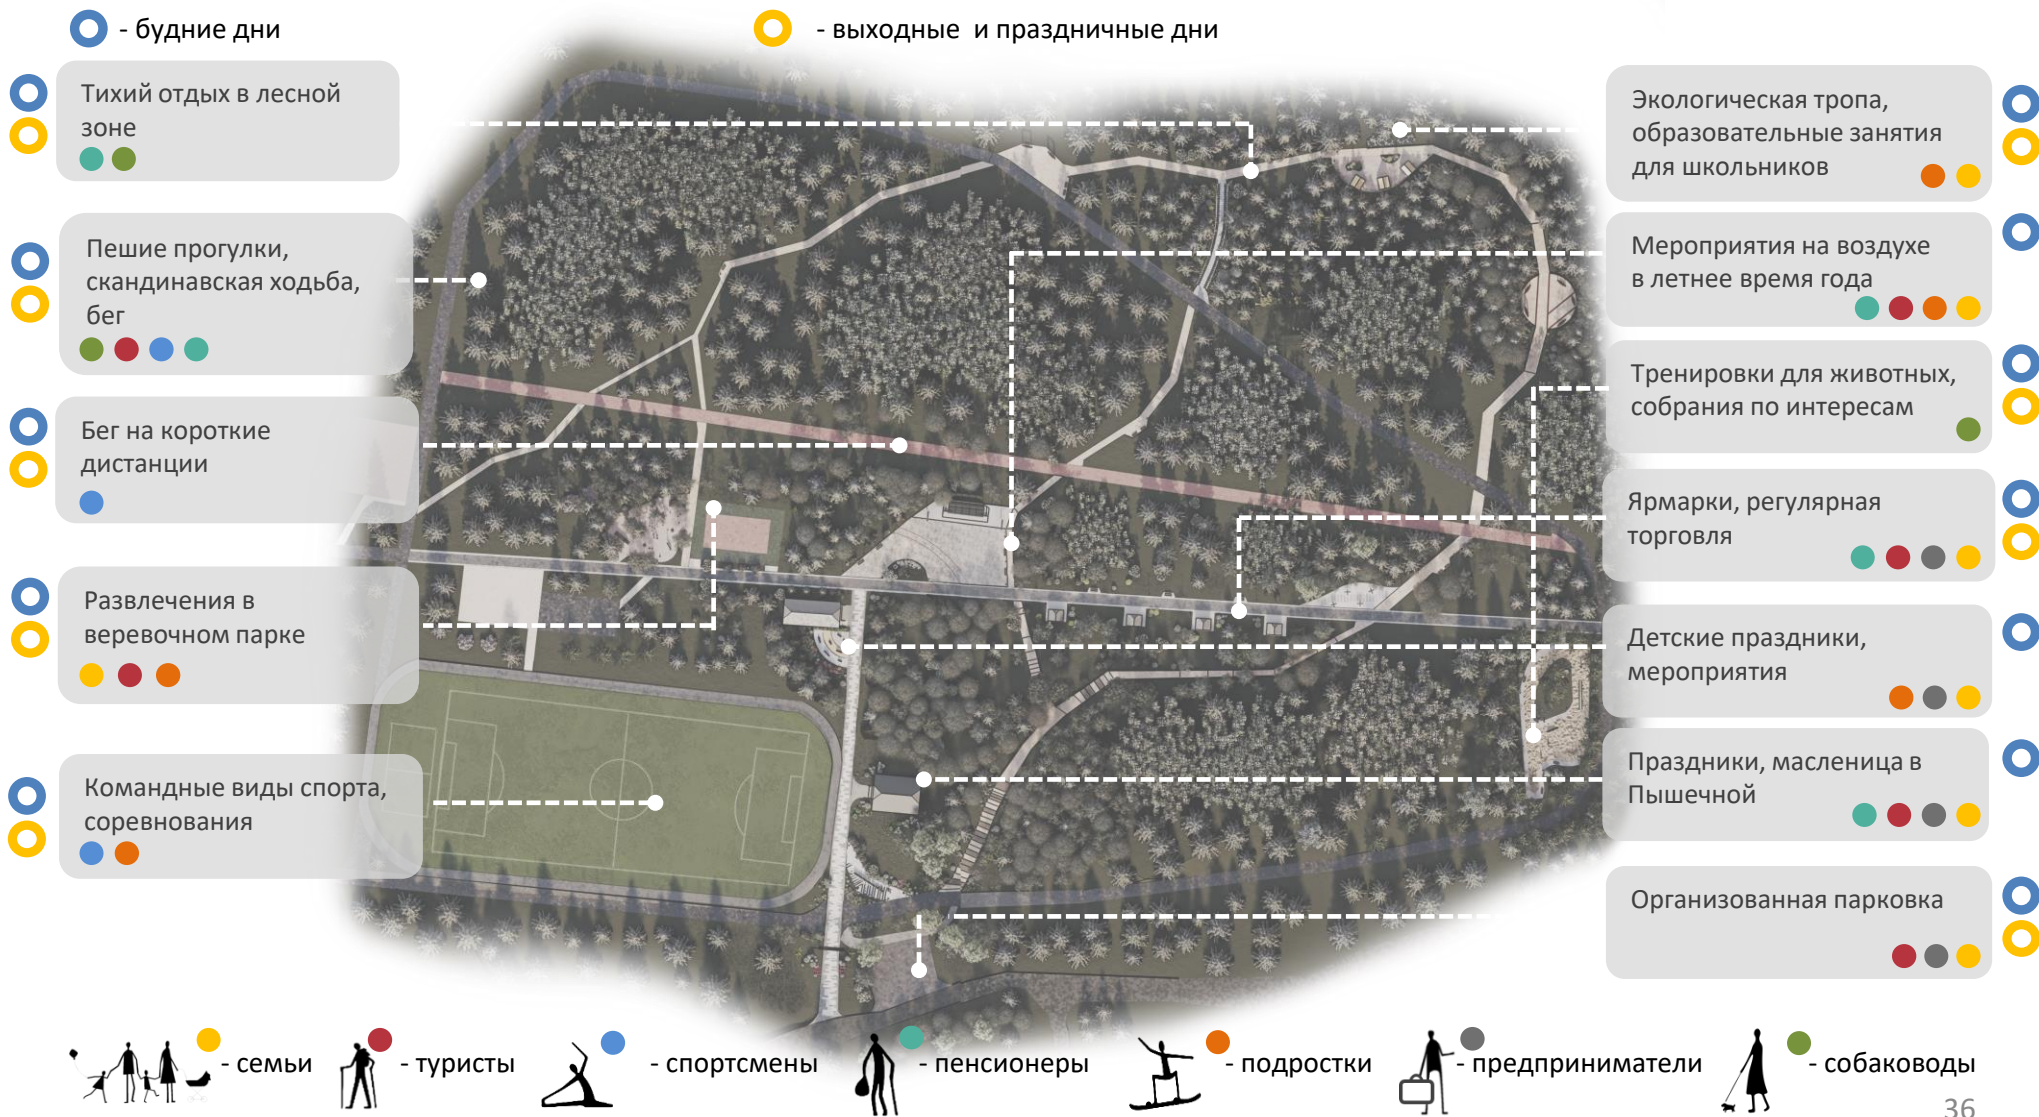 - будние дни
- выходные и праздничные дни
Тихий отдых в лесной
зоне
Пешие прогулки,
скандинавская ходьба,
бег
Бег на короткие
дистанции
Развлечения в
веревочном парке
Командные виды спорта,
соревнования
Экологическая тропа,
образовательные занятия
для школьников
Мероприятия на воздухе
в летнее время года
Тренировки для животных,
собрания по интересам
Ярмарки, регулярная
торговля
Детские праздники,
мероприятия
Праздники, масленица в
Пышечной
Организованная парковка
- семьи
- туристы
- спортсмены
- пенсионеры
- подростки
- предприниматели
- собаководы
36